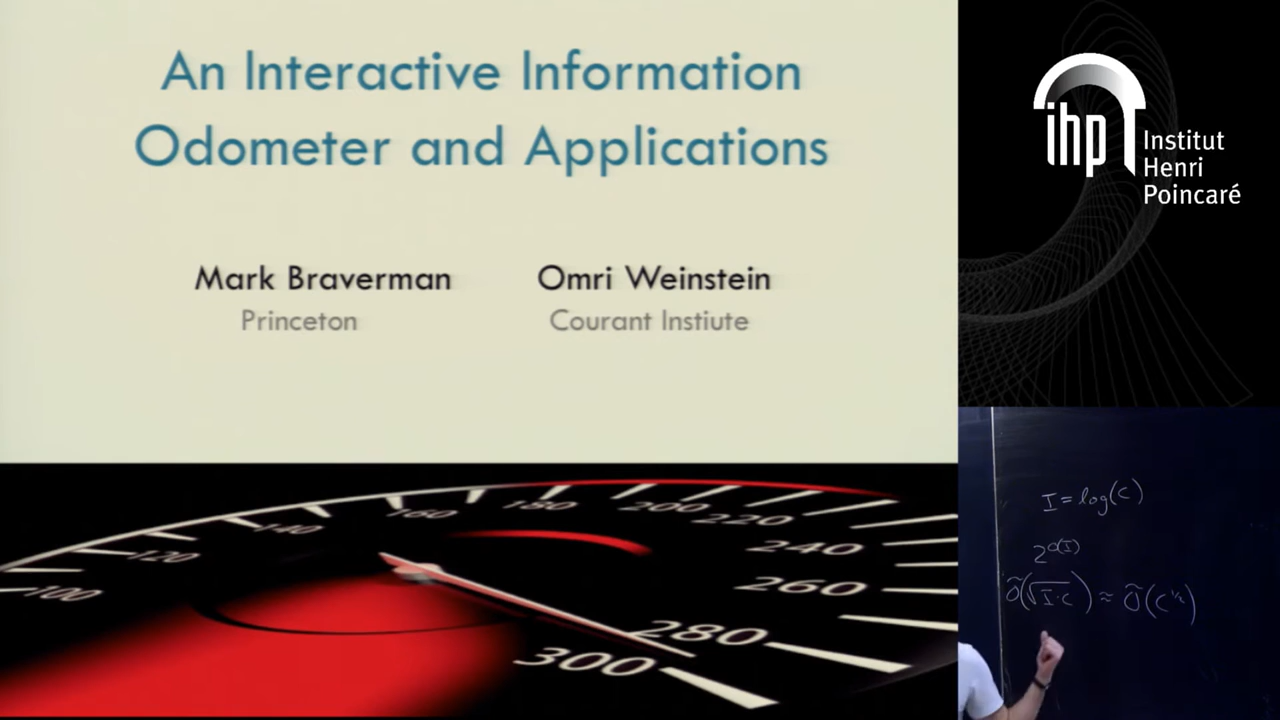 An Interactive Information
Odometer and Applications
Mark Braverman
Omri Weinstein
Princeton
Courant Instiute
100
120
140
160
180
200
220
240
260
280
300
ihp
Institut
Henri
Poincaré
I = log(C)
2^{O(I)}
Õ(√I·C) ≈ Õ(C^{1/2})